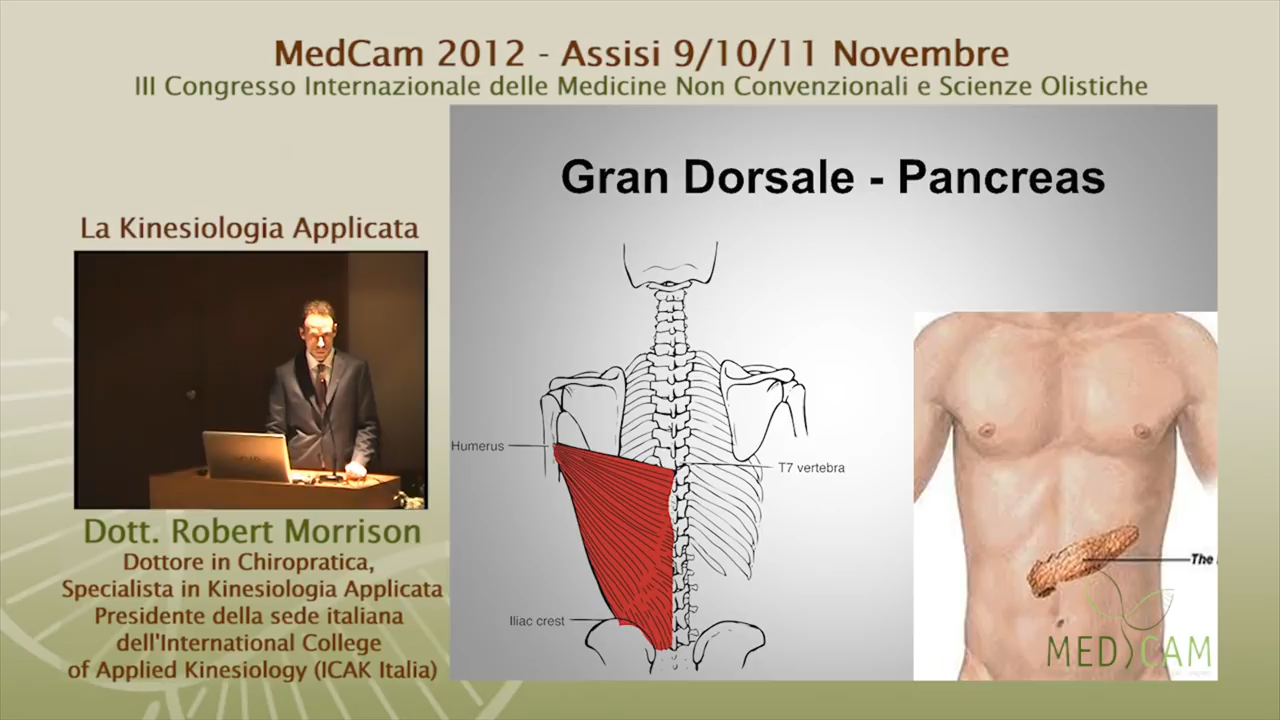 MedCam 2012 - Assisi 9/10/11 Novembre
III Congresso Internazionale delle Medicine Non Convenzionali e Scienze Olistiche
La Kinesiologia Applicata
Dott. Robert Morrison
Dottore in Chiropratica,
Specialista in Kinesiologia Applicata
Presidente della sede italiana
dell'International College
of Applied Kinesiology (ICAK Italia)
Gran Dorsale - Pancreas
Humerus
T7 vertebra
Iliac crest
The
MEDICAM